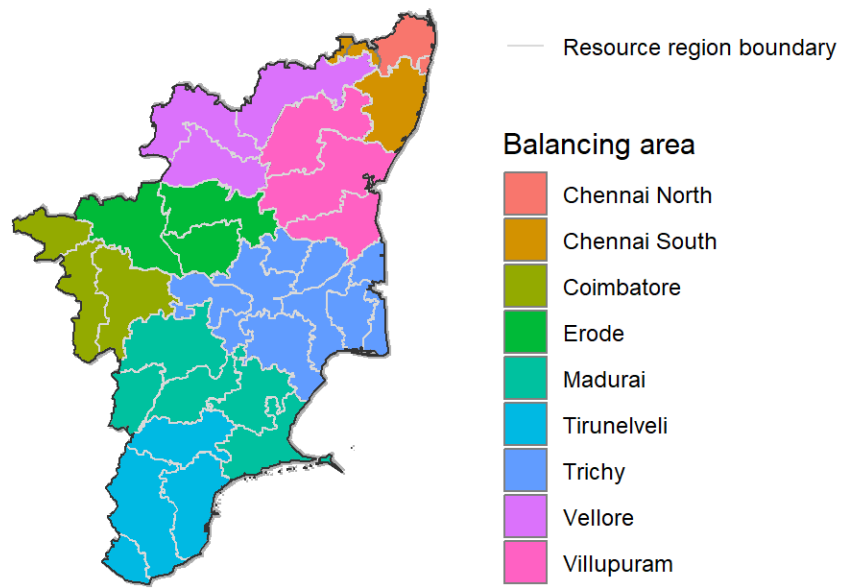 Resource region boundary
Balancing area
Chennai North
Chennai South
Coimbatore
Erode
Madurai
Tirunelveli
Trichy
Vellore
Villupuram